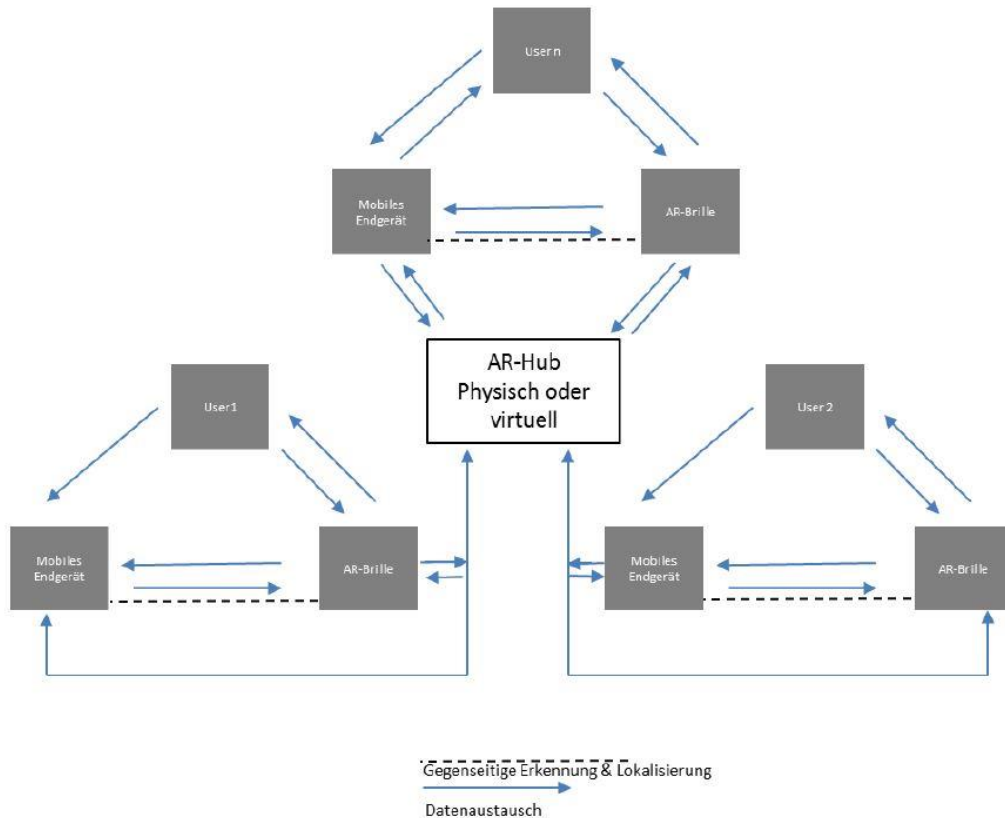 User n
Mobiles
Endgerät
AR-Brille
AR-Hub
Physisch oder
virtuell
User1
User 2
Mobiles
Endgerät
AR-Brille
Mobiles
Endgerät
AR-Brille
Gegenseitige Erkennung & Lokalisierung
Datenaustausch